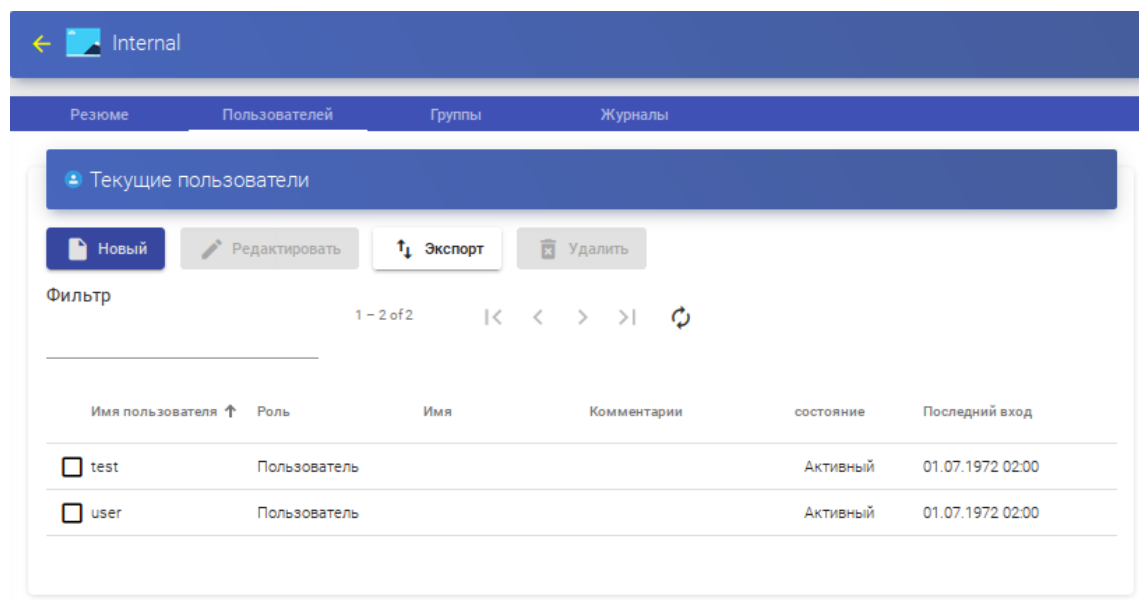 Internal
Резюме Пользователей Группы Журналы
Текущие пользователи
Новый Редактировать Экспорт Удалить
Фильтр
1 – 2 of 2
Имя пользователя Роль Имя Комментарии состояние Последний вход
test Пользователь Активный 01.07.1972 02:00
user Пользователь Активный 01.07.1972 02:00